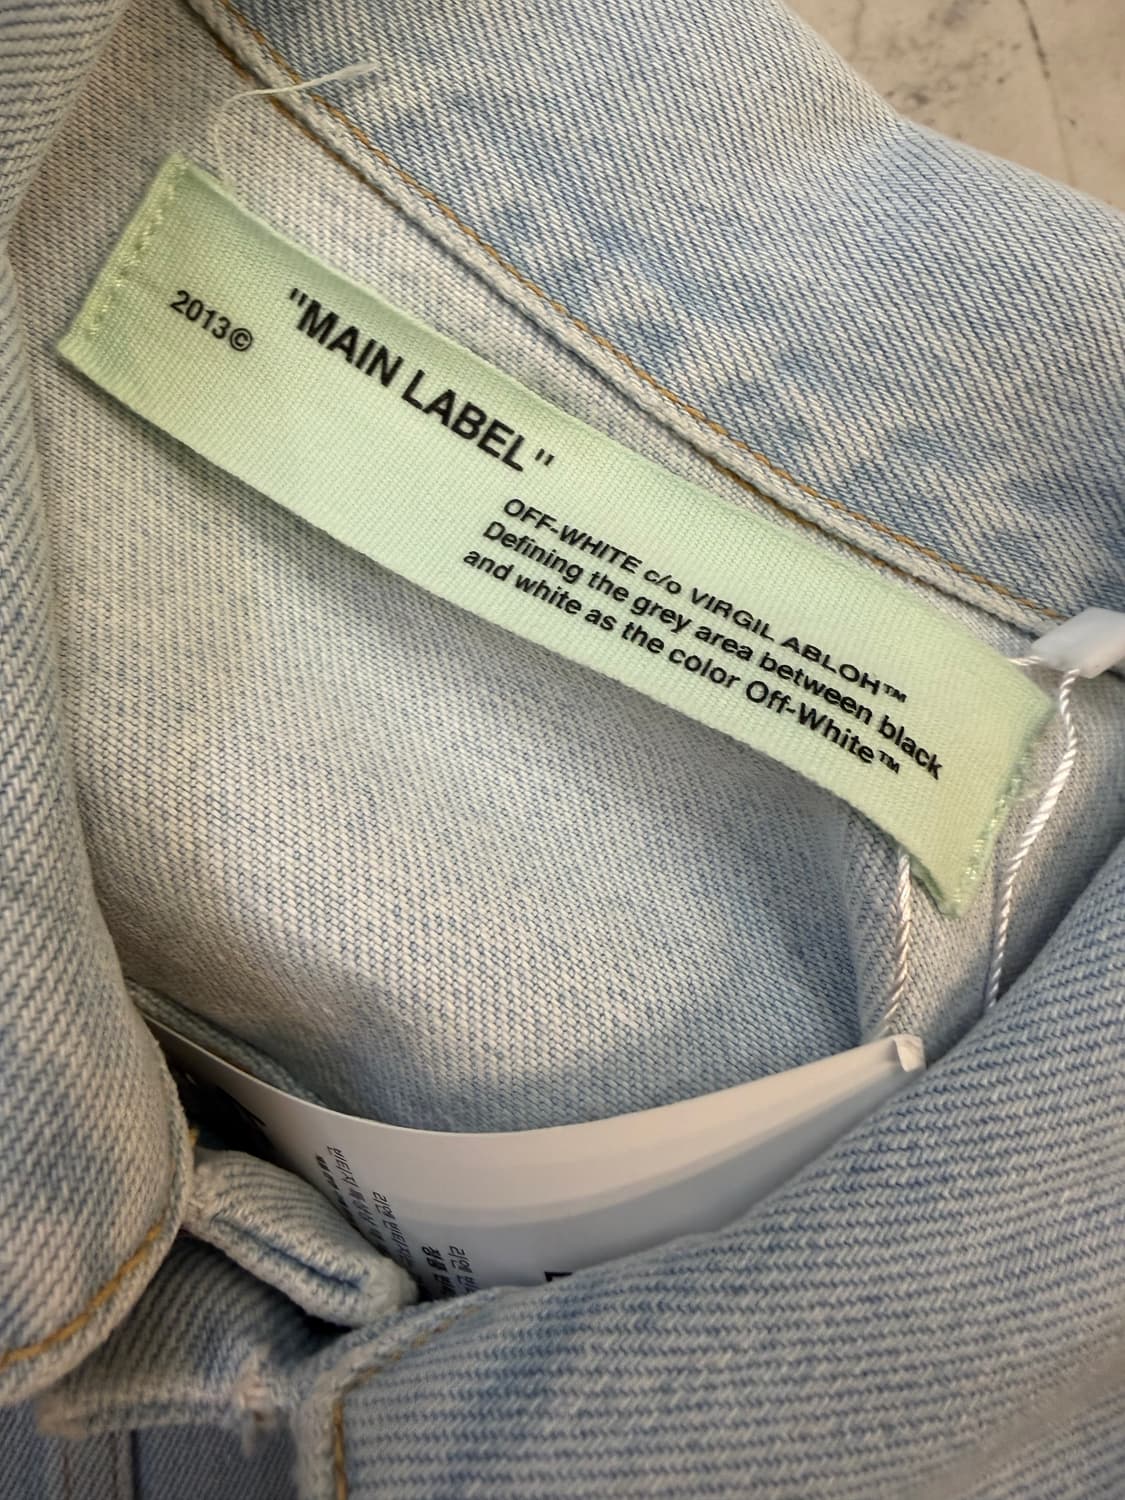 2013©
"MAIN LABEL"
OFF-WHITE c/o VIRGIL ABLOH™
Defining the grey area between black
and white as the color Off-White™